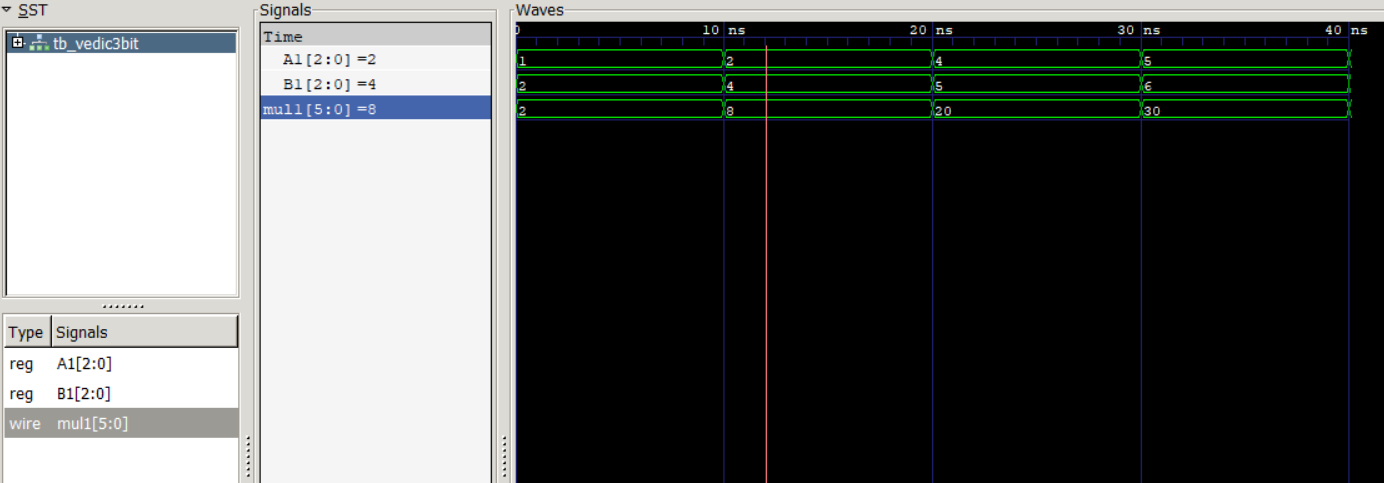 SST
tb_vedic3bit
Type Signals
reg A1[2:0]
reg B1[2:0]
wire mul1[5:0]
Signals
Time
A1[2:0] =2
B1[2:0] =4
mul1[5:0] =8
Waves
0 10 ns 20 ns 30 ns 40 ns
1 2 4 5
2 4 5 6
2 8 20 30